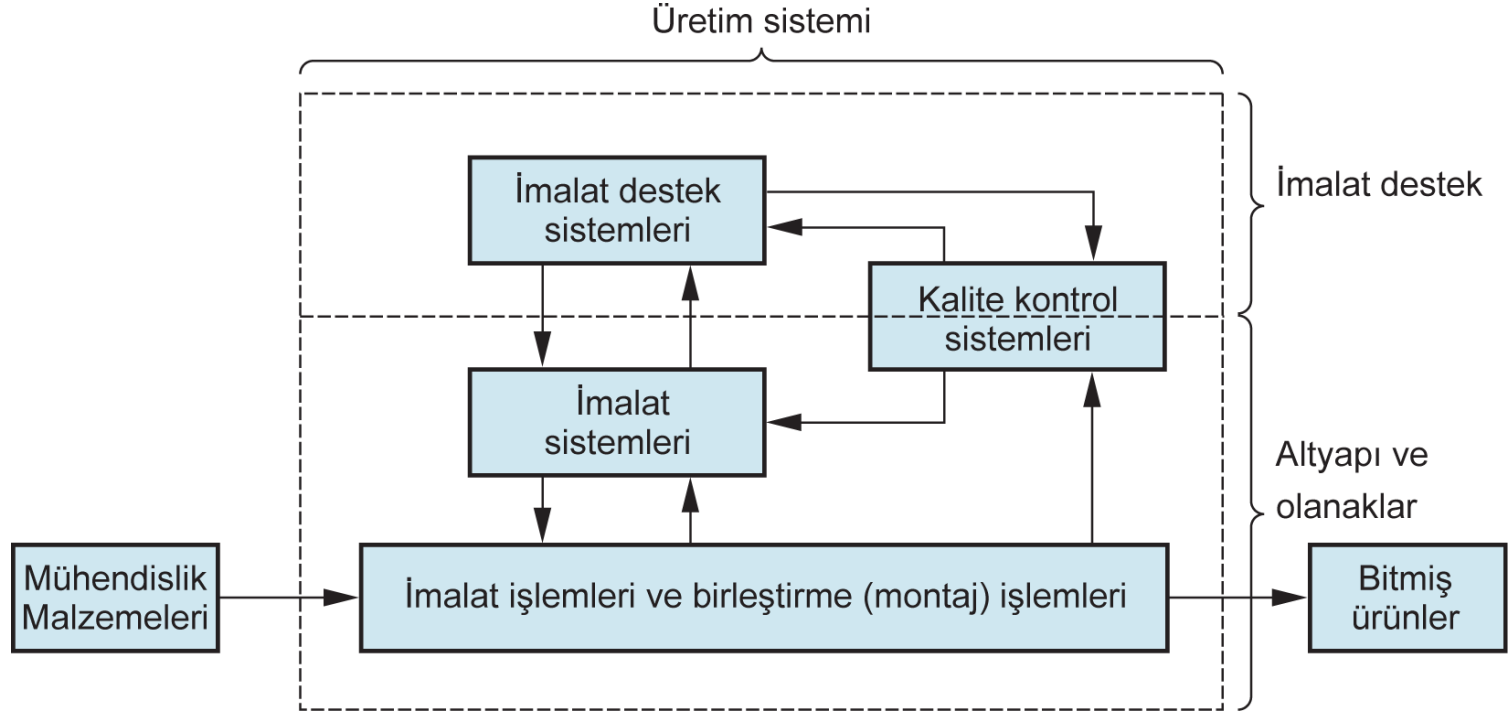 Üretim sistemi
İmalat destek
sistemleri
İmalat destek
Kalite kontrol
sistemleri
İmalat
sistemleri
Altyapı ve
olanaklar
Mühendislik
Malzemeleri
İmalat işlemleri ve birleştirme (montaj) işlemleri
Bitmiş
ürünler